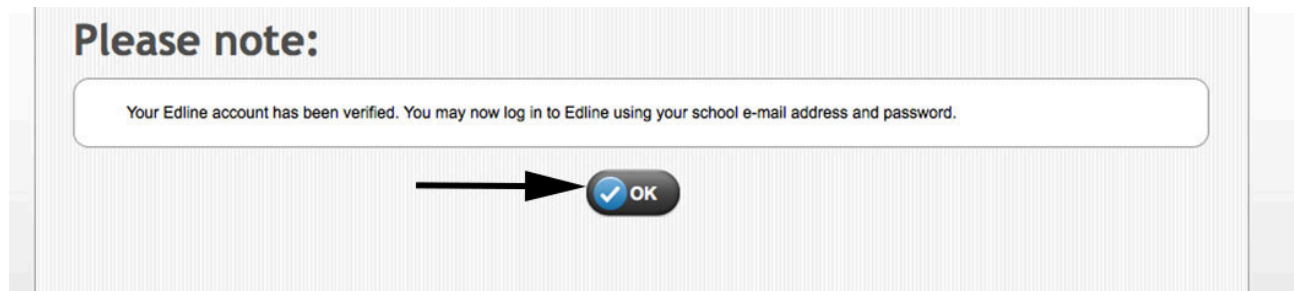 Please note:
Your Edline account has been verified. You may now log in to Edline using your school e-mail address and password.
OK